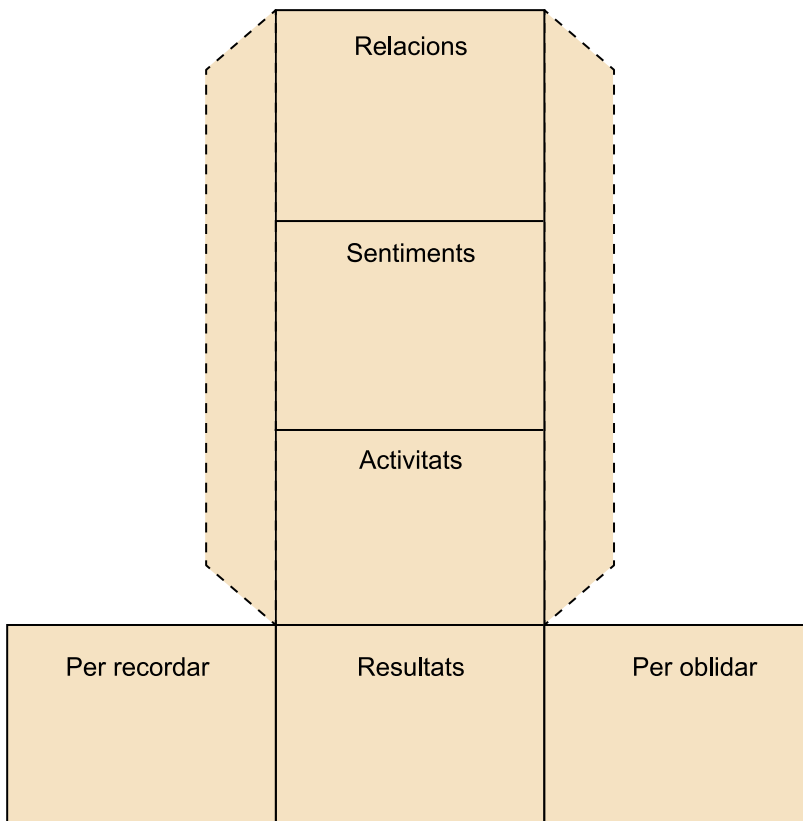 Relacions
Sentiments
Activitats
Per recordar
Resultats
Per oblidar